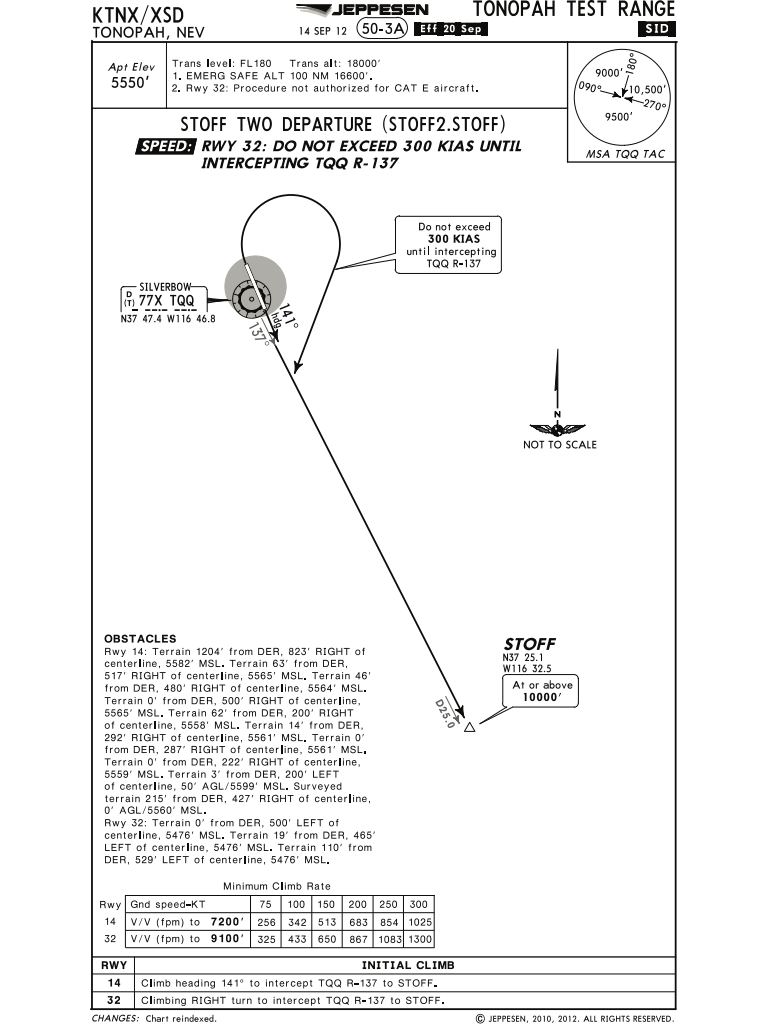 KTNX/XSD
JEPPESEN
TONOPAH TEST RANGE
TONOPAH, NEV
14 SEP 12
50-3A
Eff 20 Sep
SID
Apt Elev
5550'
Trans level: FL180 Trans alt: 18000'
1. EMERG SAFE ALT 100 NM 16600'.
2. Rwy 32: Procedure not authorized for CAT E aircraft.
180°
9000'
090°
10,500'
270°
9500'
MSA TQQ TAC
STOFF TWO DEPARTURE (STOFF2.STOFF)
SPEED: RWY 32: DO NOT EXCEED 300 KIAS UNTIL
INTERCEPTING TQQ R-137
Do not exceed
300 KIAS
until intercepting
TQQ R-137
SILVERBOW
D
(T) 77X TQQ
N37 47.4 W116 46.8
141°
hdg
137°
N
NOT TO SCALE
STOFF
N37 25.1
W116 32.5
At or above
10000'
D25.0
OBSTACLES
Rwy 14: Terrain 1204' from DER, 823' RIGHT of
centerline, 5582' MSL. Terrain 63' from DER,
517' RIGHT of centerline, 5565' MSL. Terrain 46'
from DER, 480' RIGHT of centerline, 5564' MSL.
Terrain 0' from DER, 500' RIGHT of centerline,
5565' MSL. Terrain 62' from DER, 200' RIGHT
of centerline, 5558' MSL. Terrain 14' from DER,
292' RIGHT of centerline, 5561' MSL. Terrain 0'
from DER, 287' RIGHT of centerline, 5561' MSL.
Terrain 0' from DER, 222' RIGHT of centerline,
5559' MSL. Terrain 3' from DER, 200' LEFT
of centerline, 50' AGL/5599' MSL. Surveyed
terrain 215' from DER, 427' RIGHT of centerline,
0' AGL/5560' MSL.
Rwy 32: Terrain 0' from DER, 500' LEFT of
centerline, 5476' MSL. Terrain 19' from DER, 465'
LEFT of centerline, 5476' MSL. Terrain 110' from
DER, 529' LEFT of centerline, 5476' MSL.
Minimum Climb Rate
Rwy Gnd speed-KT 75 100 150 200 250 300
14 V/V (fpm) to 7200' 256 342 513 683 854 1025
32 V/V (fpm) to 9100' 325 433 650 867 1083 1300
RWY INITIAL CLIMB
14 Climb heading 141° to intercept TQQ R-137 to STOFF.
32 Climbing RIGHT turn to intercept TQQ R-137 to STOFF.
CHANGES: Chart reindexed.
© JEPPESEN, 2010, 2012. ALL RIGHTS RESERVED.